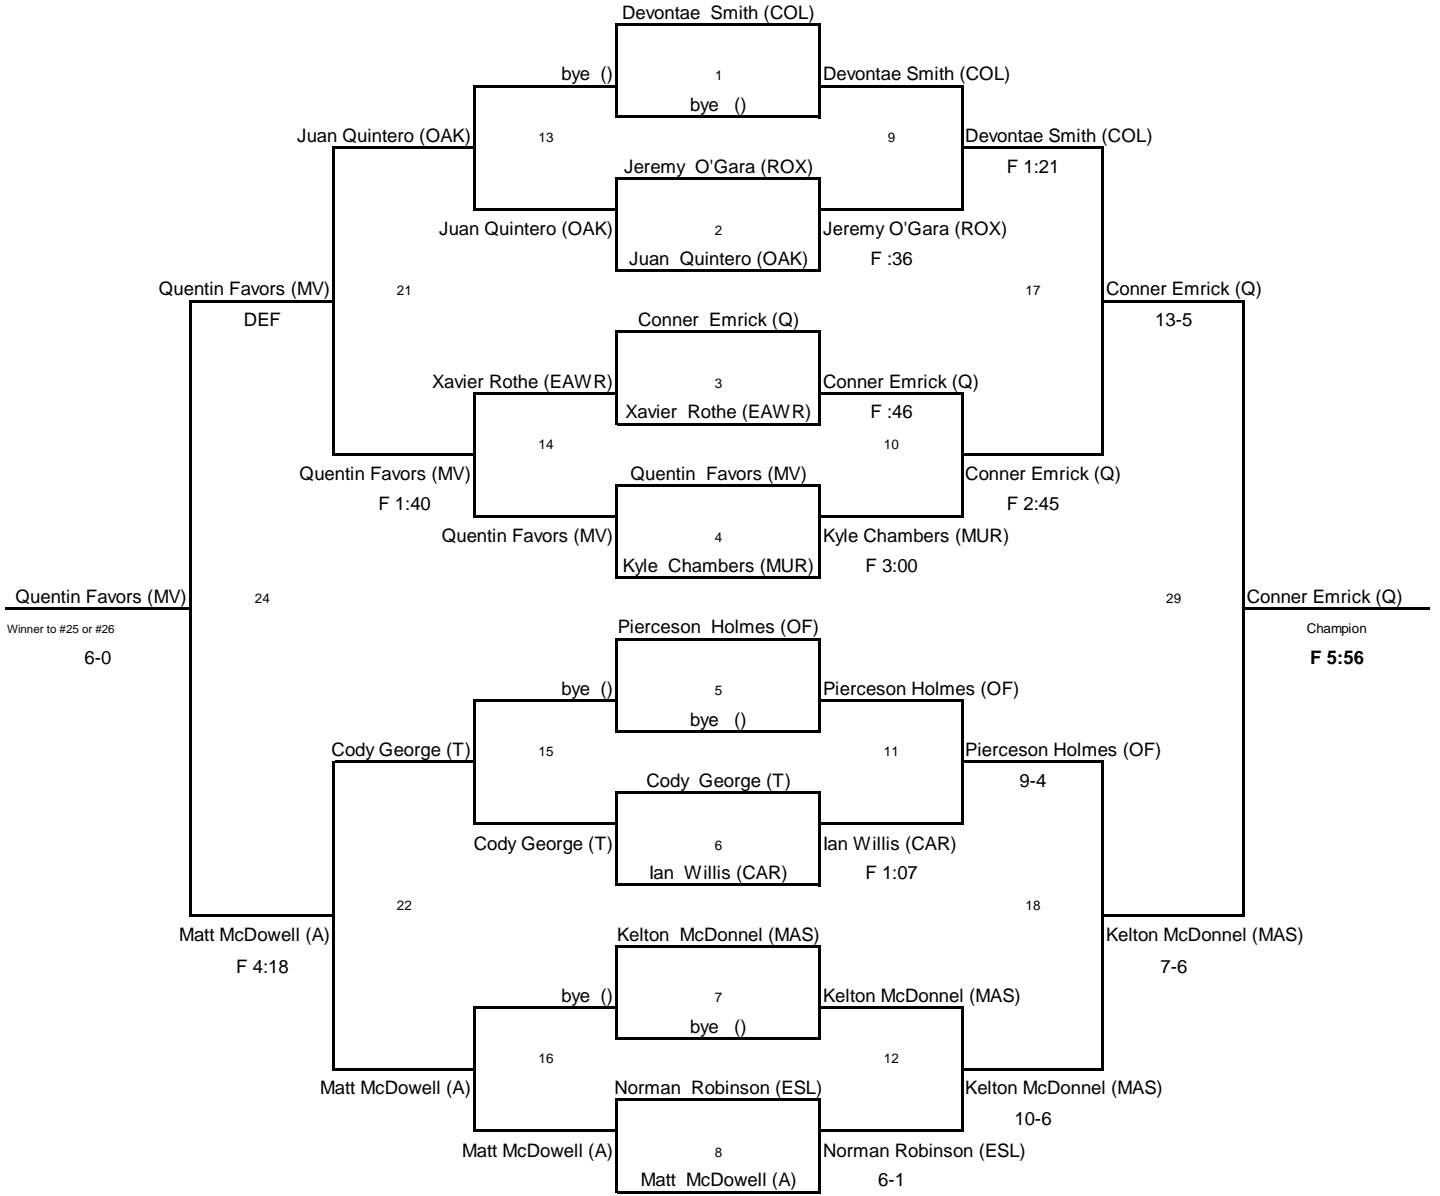 Devontae Smith (COL)
bye () 1 Devontae Smith (COL)
bye ()
Juan Quintero (OAK) 13 9 Devontae Smith (COL)
Jeremy O'Gara (ROX) F 1:21
Juan Quintero (OAK) 2 Jeremy O'Gara (ROX)
Juan Quintero (OAK) F :36
Quentin Favors (MV) 21 17 Conner Emrick (Q)
DEF Conner Emrick (Q) 13-5
Xavier Rothe (EAWR) 3 Conner Emrick (Q)
Xavier Rothe (EAWR) F :46
14 10
Quentin Favors (MV) Quentin Favors (MV) Conner Emrick (Q)
F 1:40 F 2:45
Quentin Favors (MV) 4 Kyle Chambers (MUR)
Kyle Chambers (MUR) F 3:00
Quentin Favors (MV) 24 29 Conner Emrick (Q)
Winner to #25 or #26 Pierceson Holmes (OF) Champion
6-0 F 5:56
bye () 5 Pierceson Holmes (OF)
bye ()
Cody George (T) 15 11 Pierceson Holmes (OF)
Cody George (T) 9-4
Cody George (T) 6 Ian Willis (CAR)
Ian Willis (CAR) F 1:07
22 18
Matt McDowell (A) Kelton McDonnel (MAS) Kelton McDonnel (MAS)
F 4:18 7-6
bye () 7 Kelton McDonnel (MAS)
bye ()
16 12
Matt McDowell (A) Norman Robinson (ESL) Kelton McDonnel (MAS)
10-6
Matt McDowell (A) 8 Norman Robinson (ESL)
Matt McDowell (A) 6-1